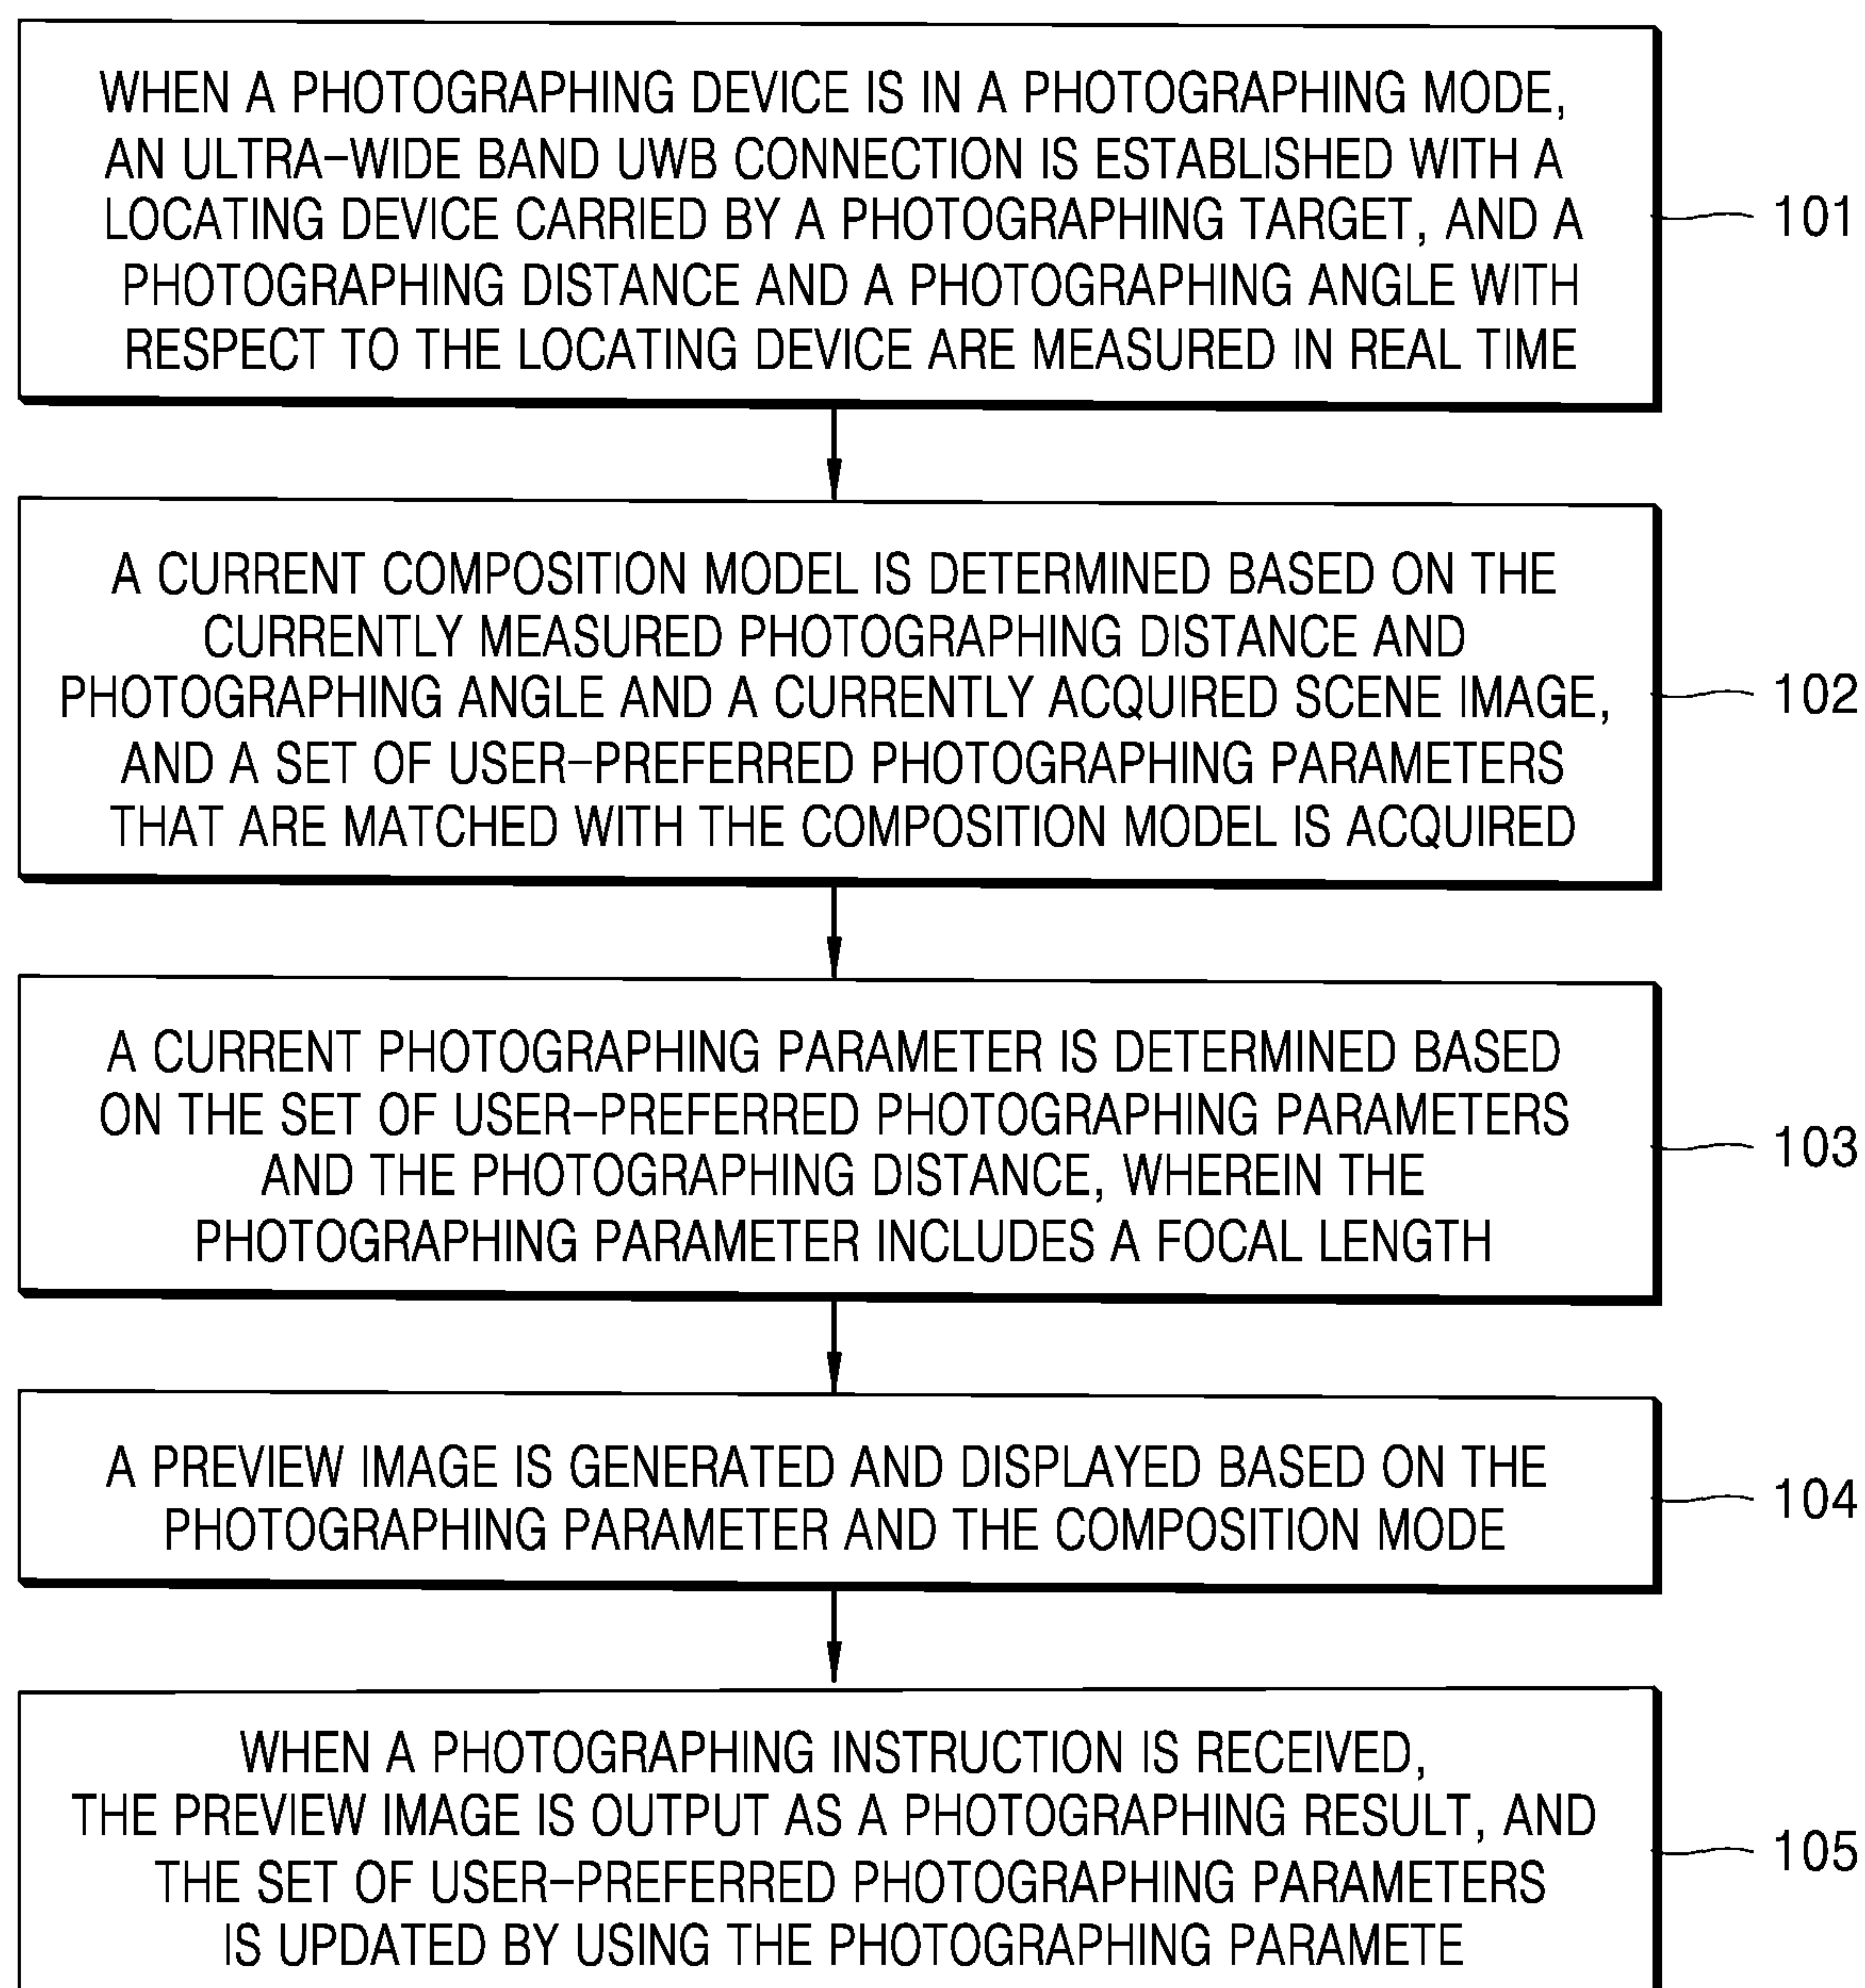 WHEN A PHOTOGRAPHING DEVICE IS IN A PHOTOGRAPHING MODE,
AN ULTRA-WIDE BAND UWB CONNECTION IS ESTABLISHED WITH A
LOCATING DEVICE CARRIED BY A PHOTOGRAPHING TARGET, AND A
PHOTOGRAPHING DISTANCE AND A PHOTOGRAPHING ANGLE WITH
RESPECT TO THE LOCATING DEVICE ARE MEASURED IN REAL TIME
101
A CURRENT COMPOSITION MODEL IS DETERMINED BASED ON THE
CURRENTLY MEASURED PHOTOGRAPHING DISTANCE AND
PHOTOGRAPHING ANGLE AND A CURRENTLY ACQUIRED SCENE IMAGE,
AND A SET OF USER-PREFERRED PHOTOGRAPHING PARAMETERS
THAT ARE MATCHED WITH THE COMPOSITION MODEL IS ACQUIRED
102
A CURRENT PHOTOGRAPHING PARAMETER IS DETERMINED BASED
ON THE SET OF USER-PREFERRED PHOTOGRAPHING PARAMETERS
AND THE PHOTOGRAPHING DISTANCE, WHEREIN THE
PHOTOGRAPHING PARAMETER INCLUDES A FOCAL LENGTH
103
A PREVIEW IMAGE IS GENERATED AND DISPLAYED BASED ON THE
PHOTOGRAPHING PARAMETER AND THE COMPOSITION MODE
104
WHEN A PHOTOGRAPHING INSTRUCTION IS RECEIVED,
THE PREVIEW IMAGE IS OUTPUT AS A PHOTOGRAPHING RESULT, AND
THE SET OF USER-PREFERRED PHOTOGRAPHING PARAMETERS
IS UPDATED BY USING THE PHOTOGRAPHING PARAMETE
105